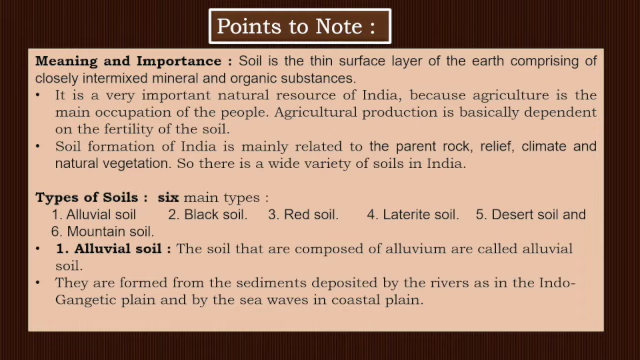 Points to Note :
Meaning and Importance : Soil is the thin surface layer of the earth comprising of
closely intermixed mineral and organic substances.
• It is a very important natural resource of India, because agriculture is the
main occupation of the people. Agricultural production is basically dependent
on the fertility of the soil.
• Soil formation of India is mainly related to the parent rock, relief, climate and
natural vegetation. So there is a wide variety of soils in India.
Types of Soils : six main types :
1. Alluvial soil 2. Black soil. 3. Red soil. 4. Laterite soil. 5. Desert soil and
6. Mountain soil.
• 1. Alluvial soil : The soil that are composed of alluvium are called alluvial
soil.
• They are formed from the sediments deposited by the rivers as in the Indo-
Gangetic plain and by the sea waves in coastal plain.